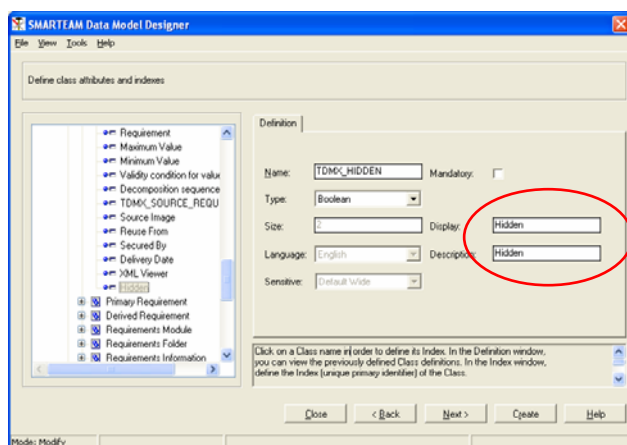 SMARTEAM Data Model Designer
File View Tools Help
Define class attributes and indexes
Requirement
Maximum Value
Minimum Value
Validity condition for value
Decomposition sequence
TDMX_SOURCE_REQU
Source Image
Reuse From
Secured By
Delivery Date
XML Viewer
Hidden
Primary Requirement
Derived Requirement
Requirements Module
Requirements Folder
Requirements Information
Definition
Name: TDMX_HIDDEN Mandatory:
Type: Boolean
Size: 2 Display: Hidden
Language: English Description: Hidden
Sensitive: Default Wide
Click on a Class name in order to define its Index. In the Definition window,
you can view the previously defined Class definitions. In the Index window,
define the Index (unique primary identifier) of the Class.
Close < Back Next > Create Help
Mode: Modify